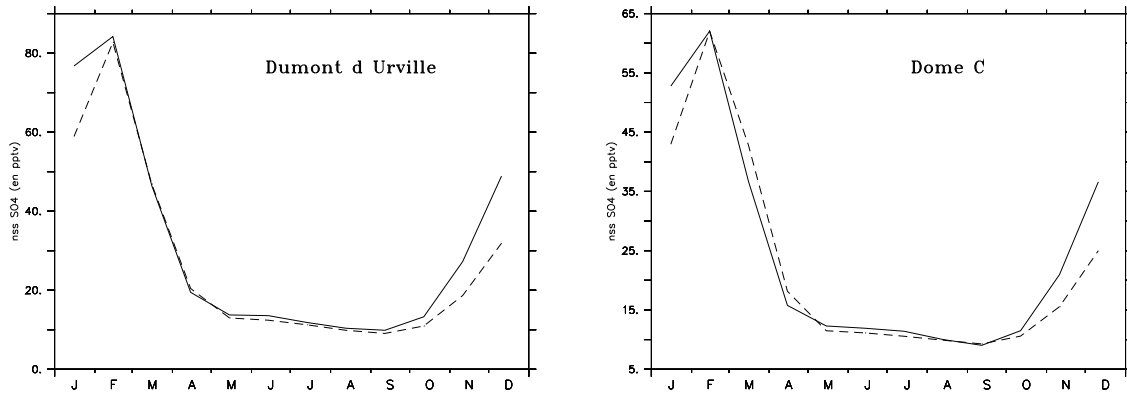 Dumont d Urville
nss SO4 (en pptv)
80.
60.
40.
20.
0.
J F M A M J J A S O N D
Dome C
nss SO4 (en pptv)
65.
55.
45.
35.
25.
15.
5.
J F M A M J J A S O N D